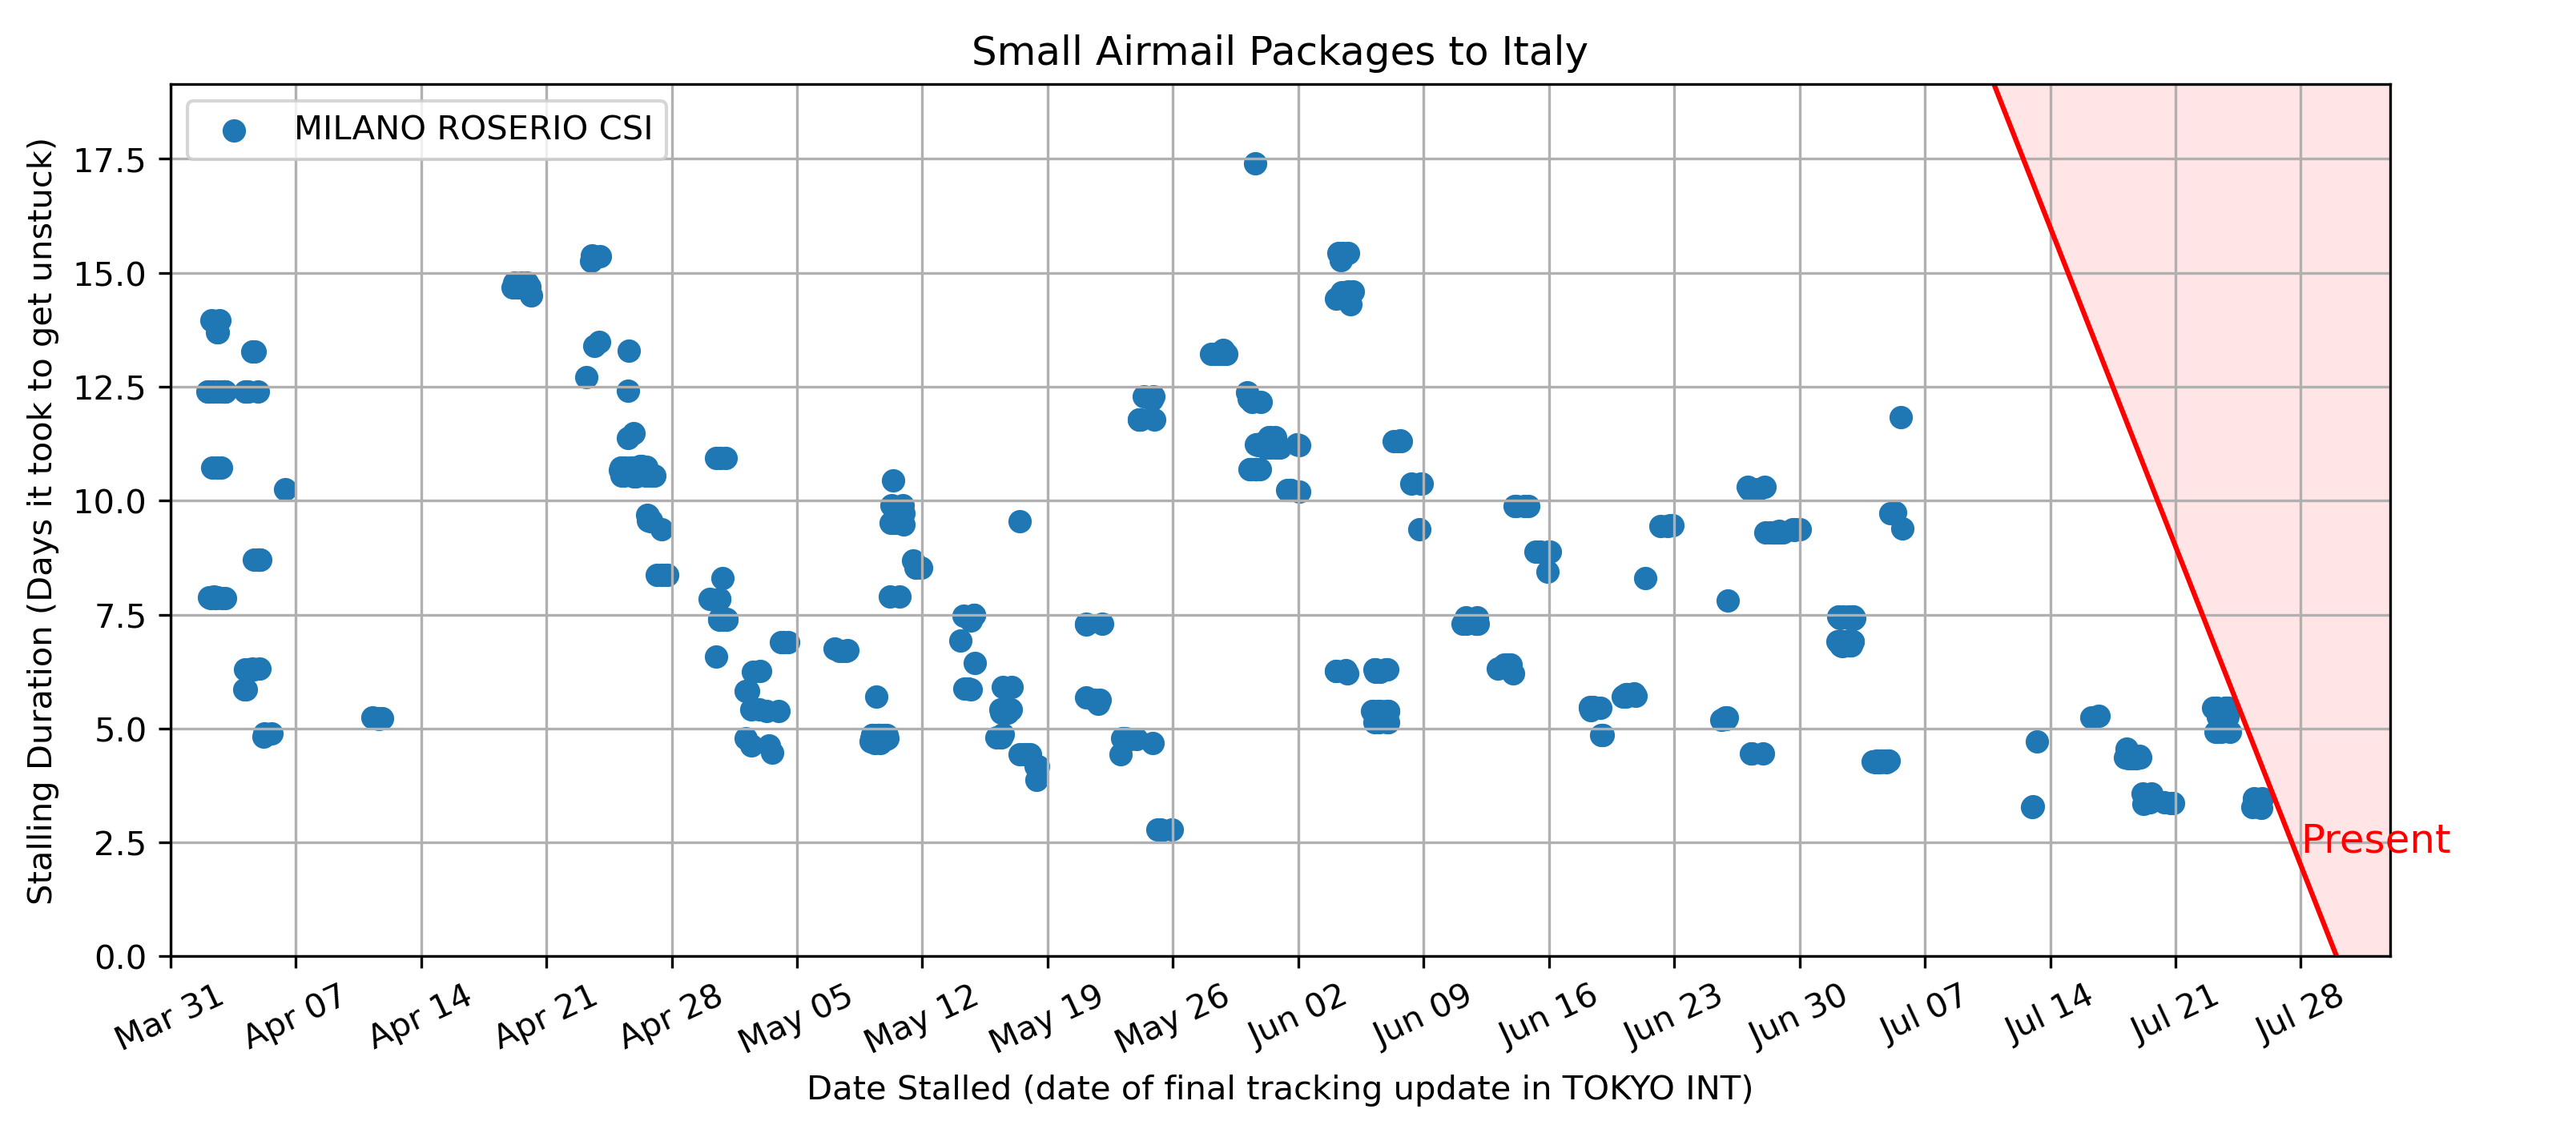 Small Airmail Packages to Italy
MILANO ROSERIO CSI
Stalling Duration (Days it took to get unstuck)
17.5
15.0
12.5
10.0
7.5
5.0
2.5
0.0
Present
Mar 31 Apr 07 Apr 14 Apr 21 Apr 28 May 05 May 12 May 19 May 26 Jun 02 Jun 09 Jun 16 Jun 23 Jun 30 Jul 07 Jul 14 Jul 21 Jul 28
Date Stalled (date of final tracking update in TOKYO INT)